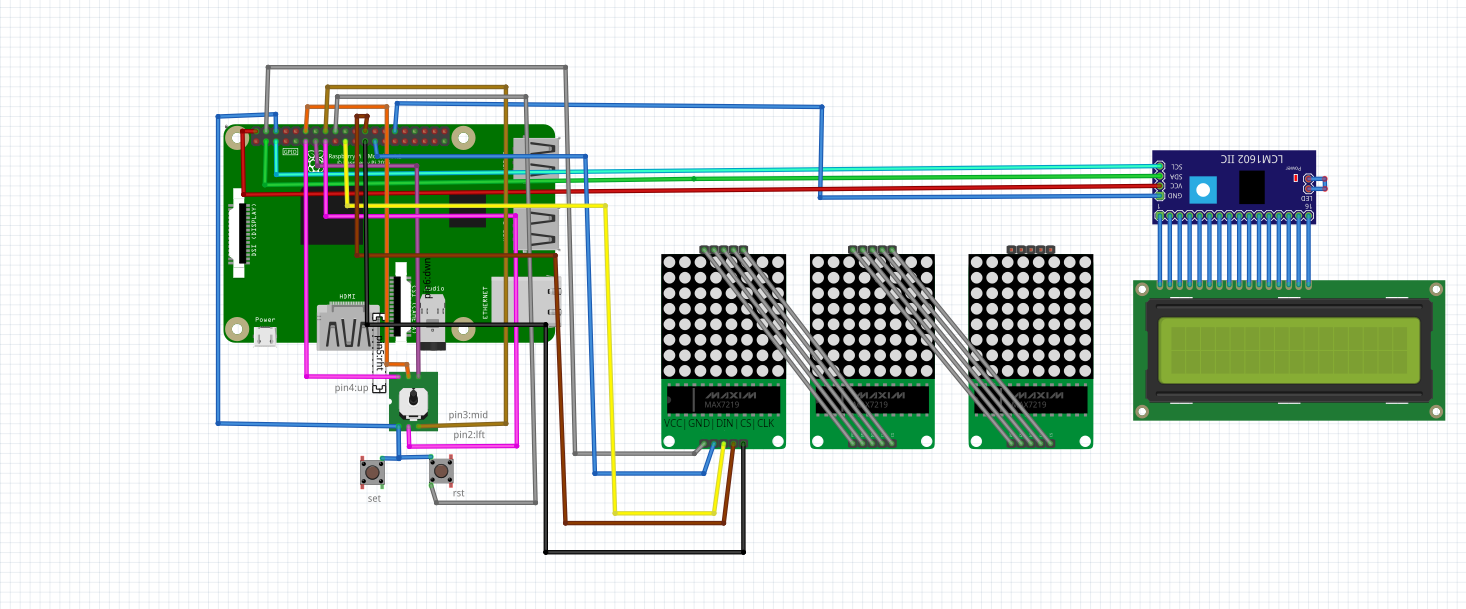 LCM1602 IIC
SCL
SDA
VCC
GND
Power
LED
1
16
GND
Raspberry Pi
DSI (DISPLAY)
HDMI
Audio
ETHERNET
Power
pin6:dwn
pin5:rht
pin4:up
pin3:mid
pin2:lft
set
rst
MAXIM
MAX7219
VCC|GND|DIN|CS|CLK
MAXIM
MAX7219
MAXIM
MAX7219